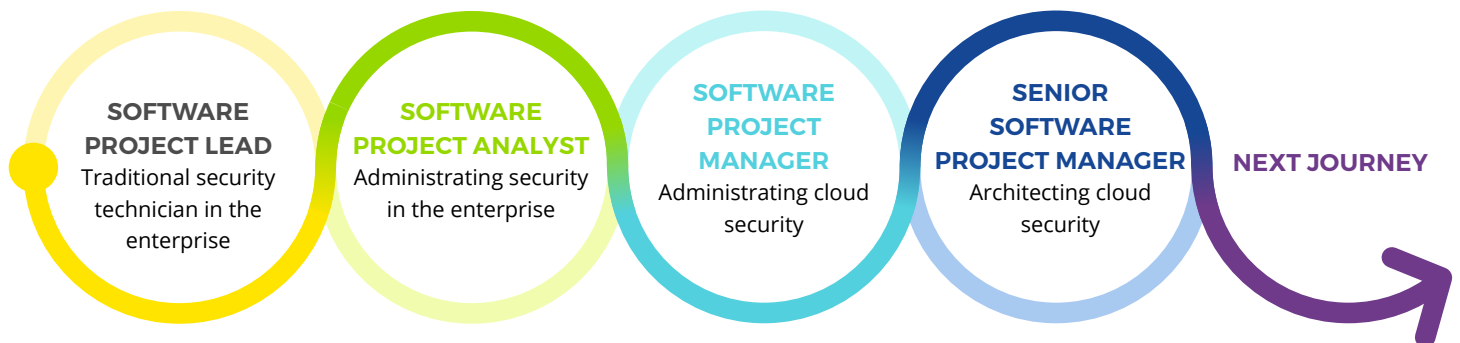 SOFTWARE
PROJECT LEAD
Traditional security
technician in the
enterprise
SOFTWARE
PROJECT ANALYST
Administrating security
in the enterprise
SOFTWARE
PROJECT
MANAGER
Administrating cloud
security
SENIOR
SOFTWARE
PROJECT MANAGER
Architecting cloud
security
NEXT JOURNEY